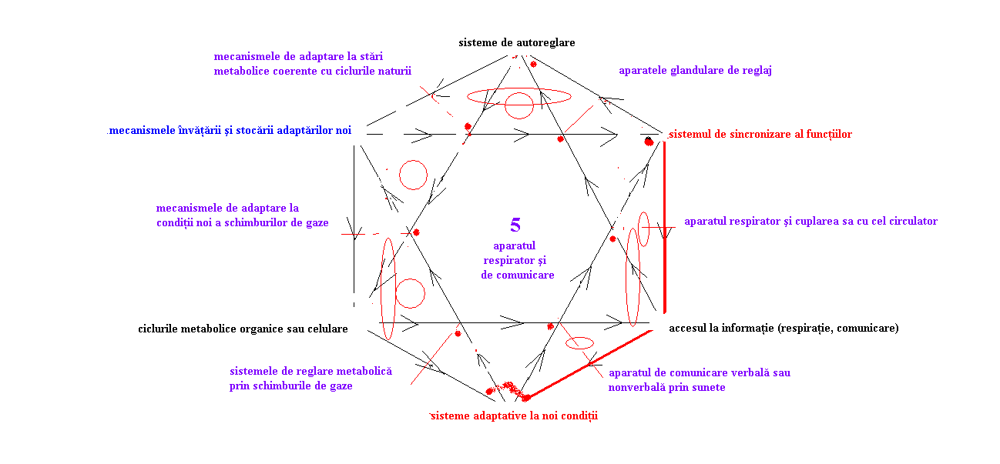 sisteme de autoreglare
mecanismele de adaptare la stări
metabolice coerente cu ciclurile naturii
aparatele glandulare de reglaj
mecanismele învățării și stocării adaptărilor noi
sistemul de sincronizare al funcțiilor
mecanismele de adaptare la
condiții noi a schimburilor de gaze
5
aparatul
respirator și
de comunicare
aparatul respirator și cuplarea sa cu cel circulator
ciclurile metabolice organice sau celulare
accesul la informație (respirație, comunicare)
sistemele de reglare metabolică
prin schimburile de gaze
aparatul de comunicare verbală sau
nonverbală prin sunete
sisteme adaptative la noi condiții